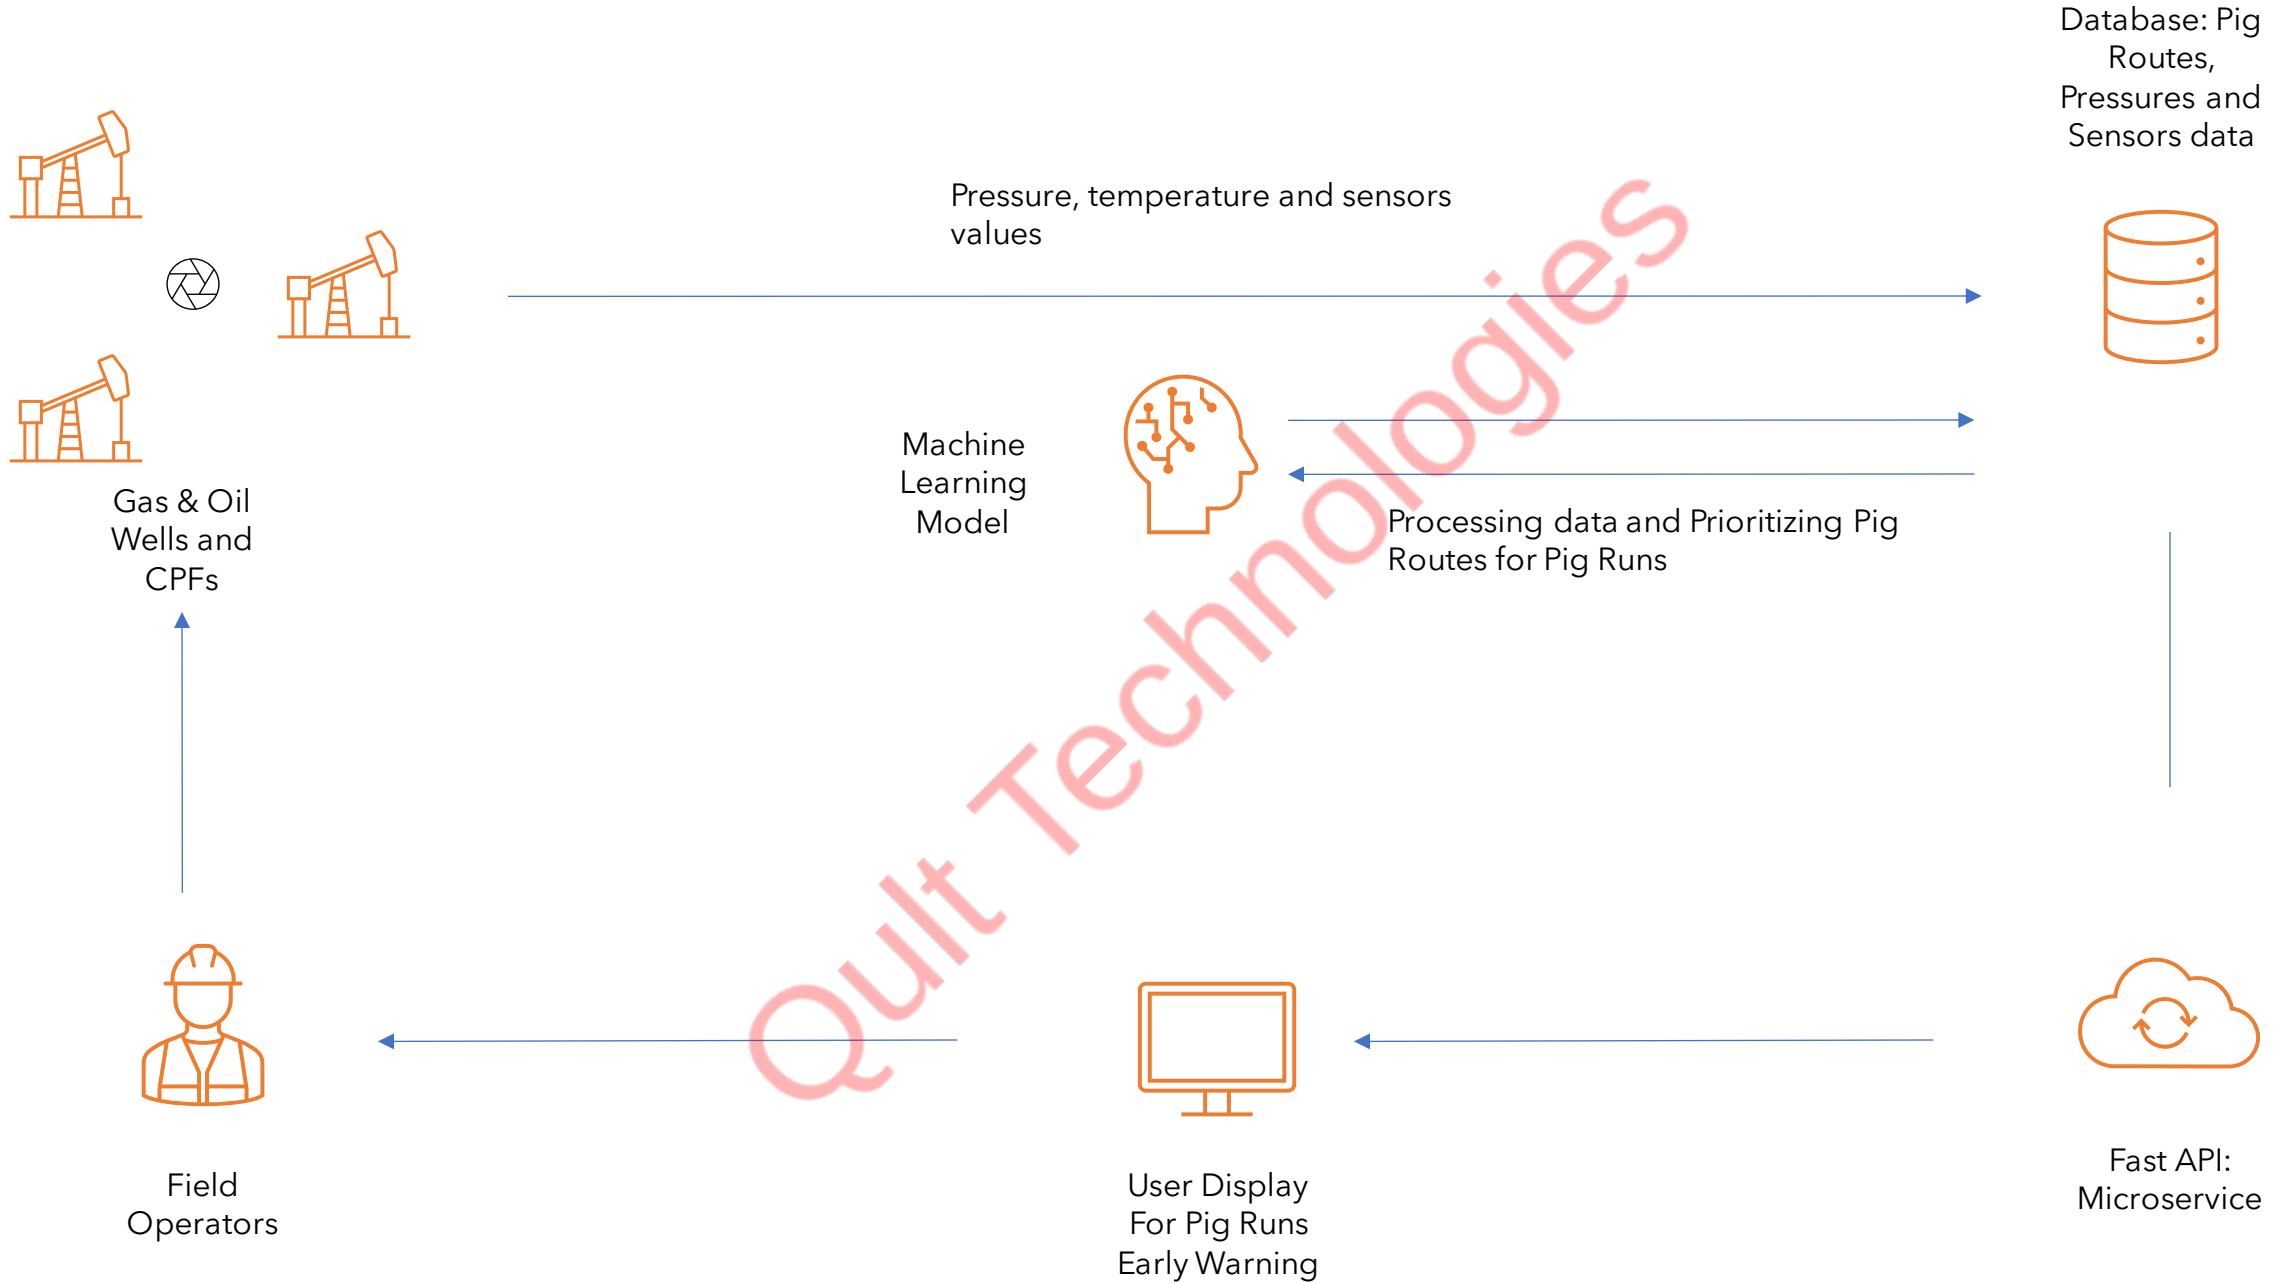 Database: Pig
Routes,
Pressures and
Sensors data
Pressure, temperature and sensors
values
Machine
Learning
Model
Processing data and Prioritizing Pig
Routes for Pig Runs
Gas & Oil
Wells and
CPFs
Qult Technologies
Field
Operators
User Display
For Pig Runs
Early Warning
Fast API:
Microservice